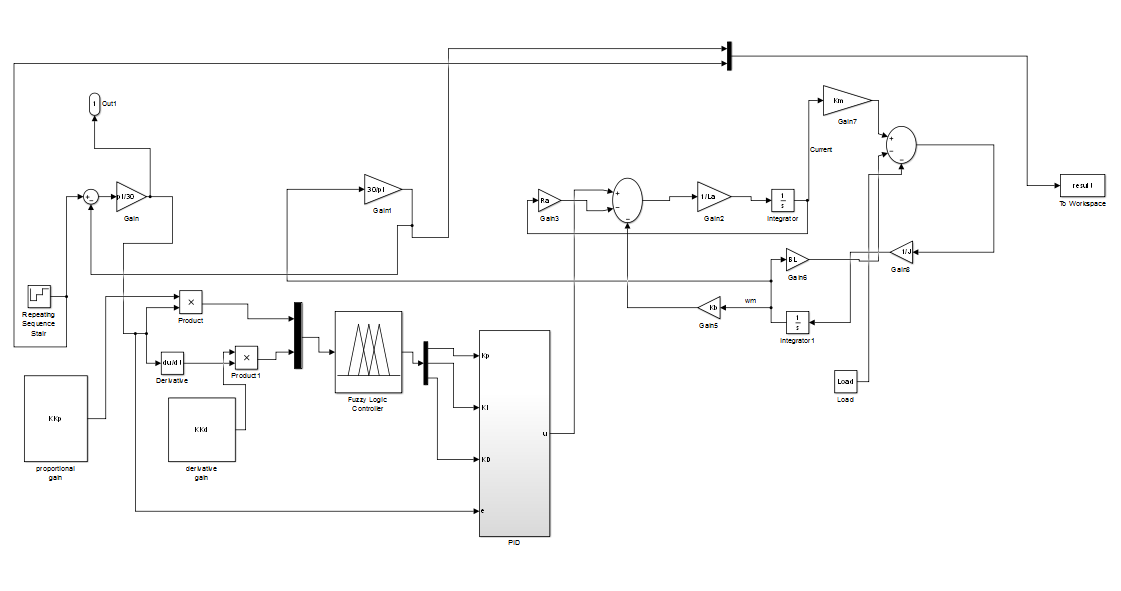 Km
Gain7
1
Out1
+
-
-
Current
result
To Workspace
30/pi
Gain1
+
-
pi/30
Gain
Ra
Gain3
+
-
-
1/La
Gain2
1
s
Integrator
BL
Gain6
1/J
Gain8
Repeating
Sequence
Stair
×
Product
Kb
Gain5
wm
1
s
Integrator1
du/dt
Derivative
×
Product1
Fuzzy Logic
Controller
Kp
KI
KD
e
u
PID
Load
Load
KKp
proportional
gain
KKd
derivative
gain